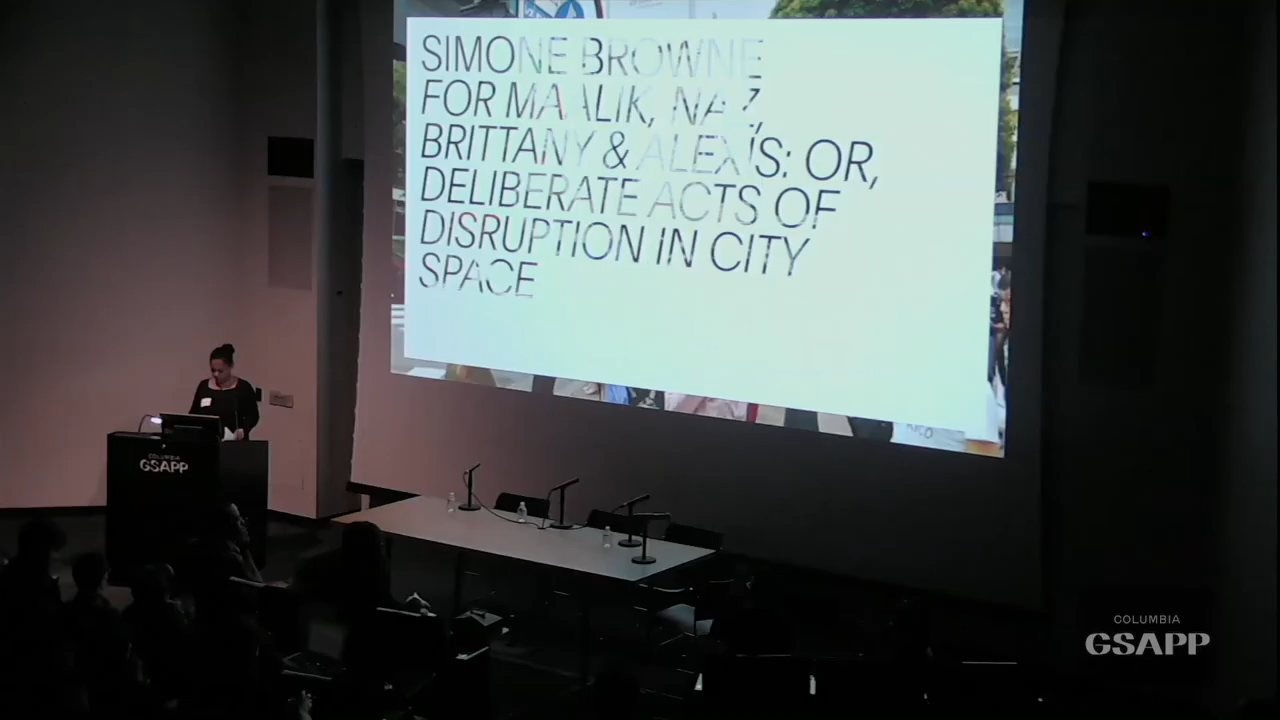 SIMONE BROWNE
FOR MAALIK, NAZ,
BRITTANY & ALEXIS: OR,
DELIBERATE ACTS OF
DISRUPTION IN CITY
SPACE
COLUMBIA
GSAPP
COLUMBIA
GSAPP